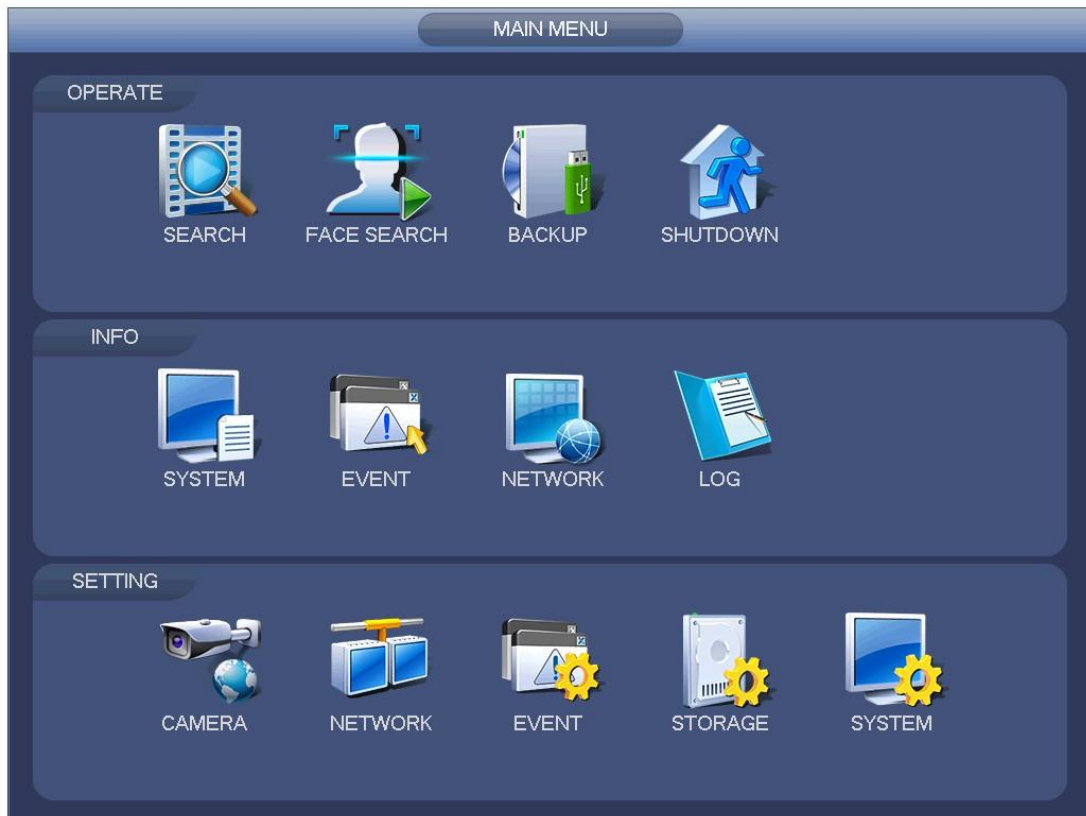 MAIN MENU
OPERATE
SEARCH FACE SEARCH BACKUP SHUTDOWN
INFO
SYSTEM EVENT NETWORK LOG
SETTING
CAMERA NETWORK EVENT STORAGE SYSTEM